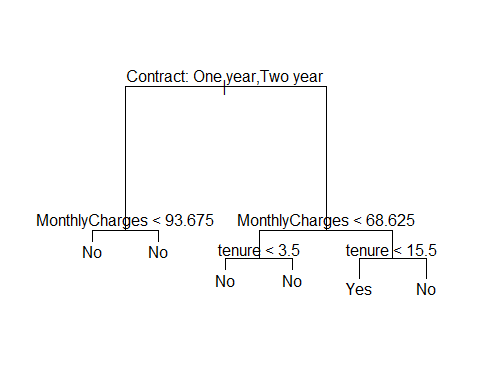 Contract: One year,Two year
MonthlyCharges < 93.675
MonthlyCharges < 68.625
No
No
tenure < 3.5
tenure < 15.5
No
No
Yes
No